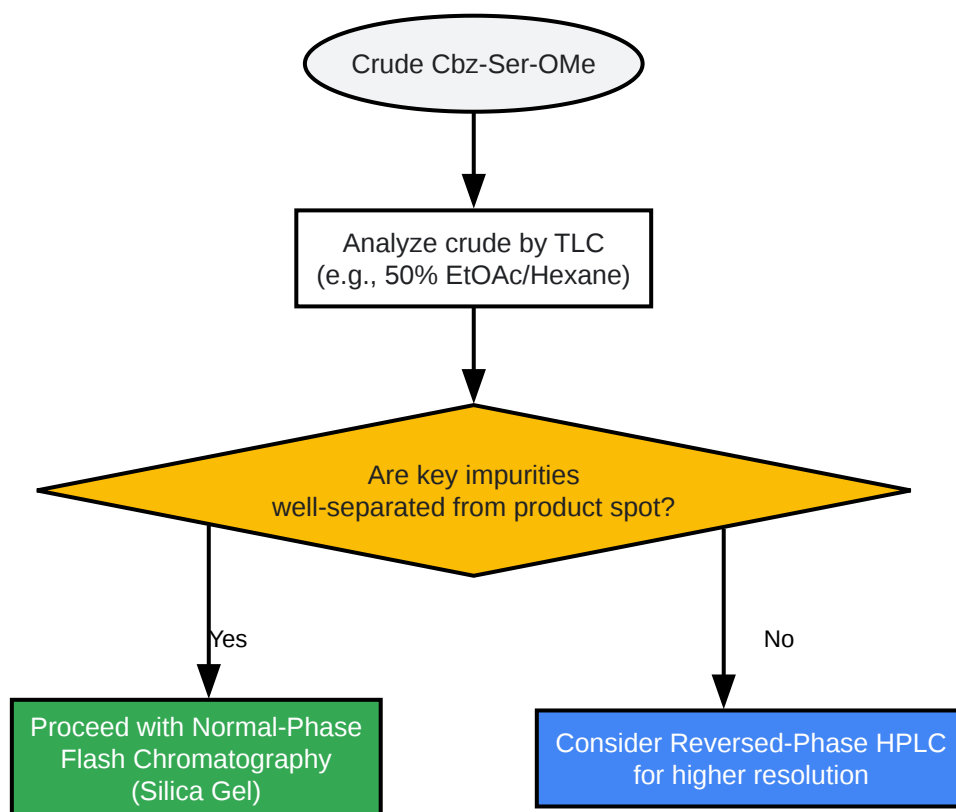 Crude Cbz-Ser-OMe
Analyze crude by TLC
(e.g., 50% EtOAc/Hexane)
Are key impurities
well-separated from product spot?
Yes
No
Proceed with Normal-Phase
Flash Chromatography
(Silica Gel)
Consider Reversed-Phase HPLC
for higher resolution